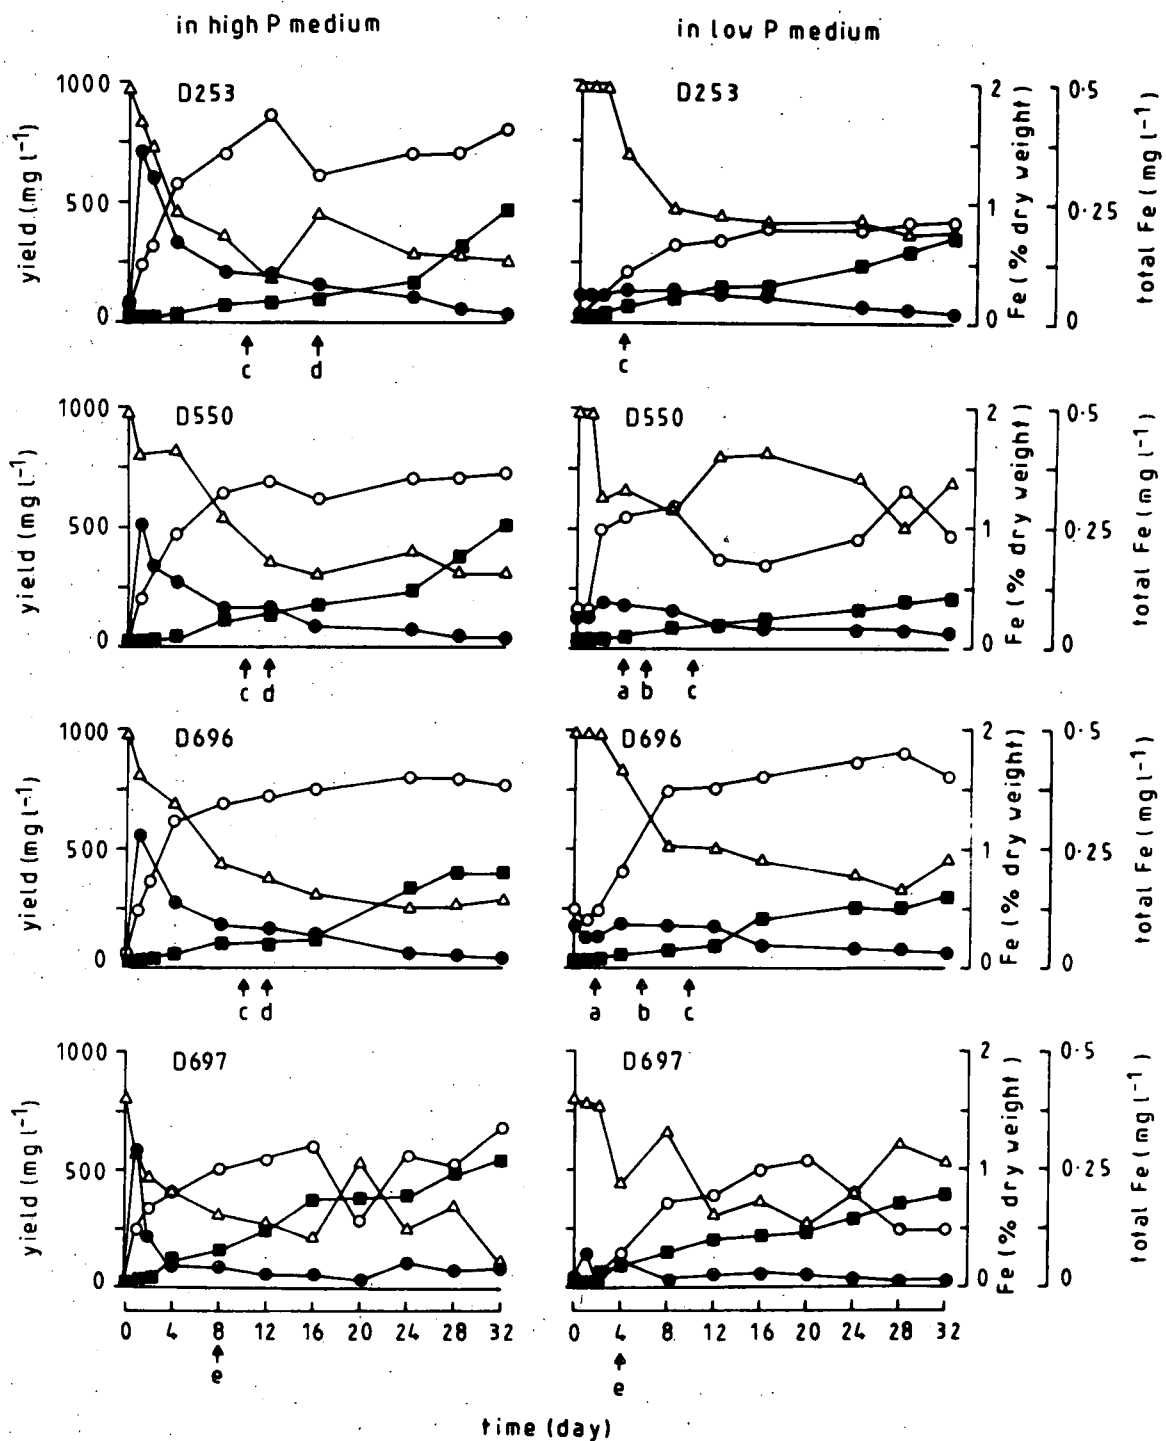 in high P medium
in low P medium
D253
D253
1000
500
0
yield (mg l⁻¹)
2
1
0
Fe (% dry weight)
0·5
0·25
0
total Fe (mg l⁻¹)
c
d
c
D550
D550
1000
500
0
yield (mg l⁻¹)
2
1
0
Fe (% dry weight)
0·5
0·25
0
total Fe (mg l⁻¹)
c
d
a
b
c
D696
D696
1000
500
0
yield (mg l⁻¹)
2
1
0
Fe (% dry weight)
0·5
0·25
0
total Fe (mg l⁻¹)
c
d
a
b
c
D697
D697
1000
500
0
yield (mg l⁻¹)
2
1
0
Fe (% dry weight)
0·5
0·25
0
total Fe (mg l⁻¹)
0 4 8 12 16 20 24 28 32
0 4 8 12 16 20 24 28 32
e
e
time (day)